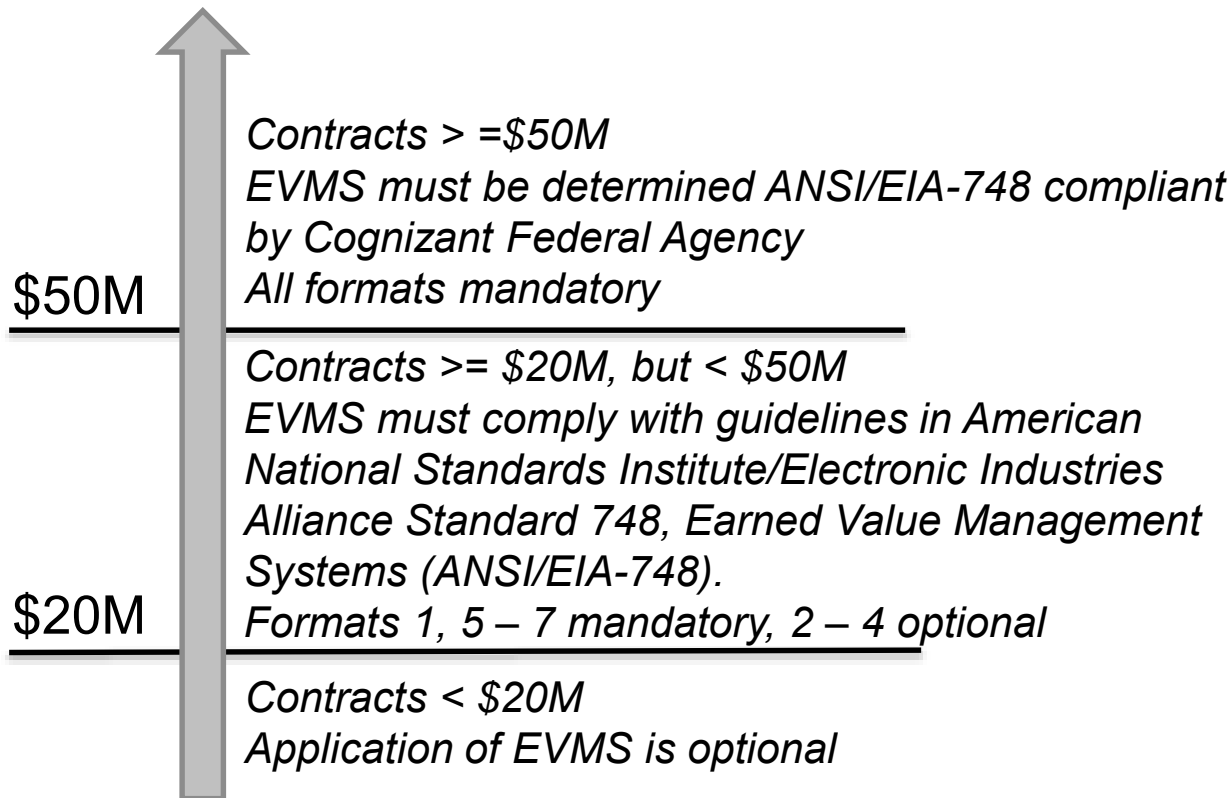 Contracts > =$50M
EVMS must be determined ANSI/EIA-748 compliant
by Cognizant Federal Agency
All formats mandatory
$50M
Contracts >= $20M, but < $50M
EVMS must comply with guidelines in American
National Standards Institute/Electronic Industries
Alliance Standard 748, Earned Value Management
Systems (ANSI/EIA-748).
Formats 1, 5 – 7 mandatory, 2 – 4 optional
$20M
Contracts < $20M
Application of EVMS is optional